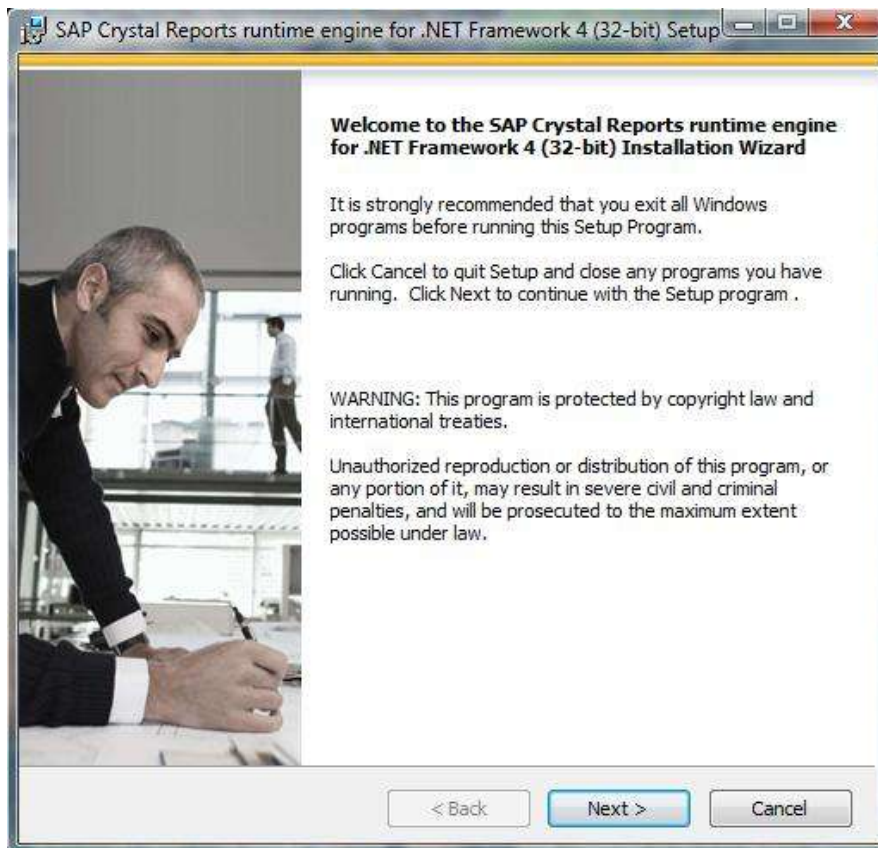 SAP Crystal Reports runtime engine for .NET Framework 4 (32-bit) Setup
Welcome to the SAP Crystal Reports runtime engine
for .NET Framework 4 (32-bit) Installation Wizard
It is strongly recommended that you exit all Windows
programs before running this Setup Program.
Click Cancel to quit Setup and close any programs you have
running.  Click Next to continue with the Setup program .
WARNING: This program is protected by copyright law and
international treaties.
Unauthorized reproduction or distribution of this program, or
any portion of it, may result in severe civil and criminal
penalties, and will be prosecuted to the maximum extent
possible under law.
< Back Next > Cancel